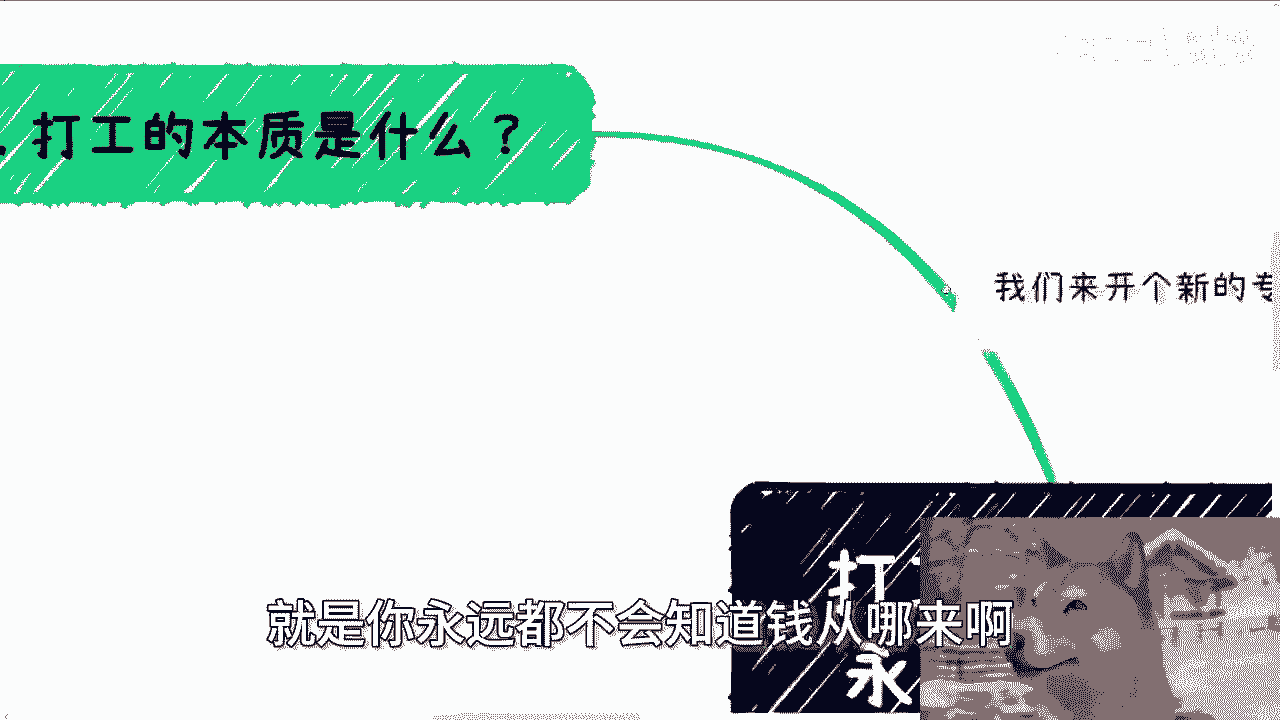 . 打工的本质是什么？
我们来开个新的专
打工
就是你永远都不会知道钱从哪来啊
永